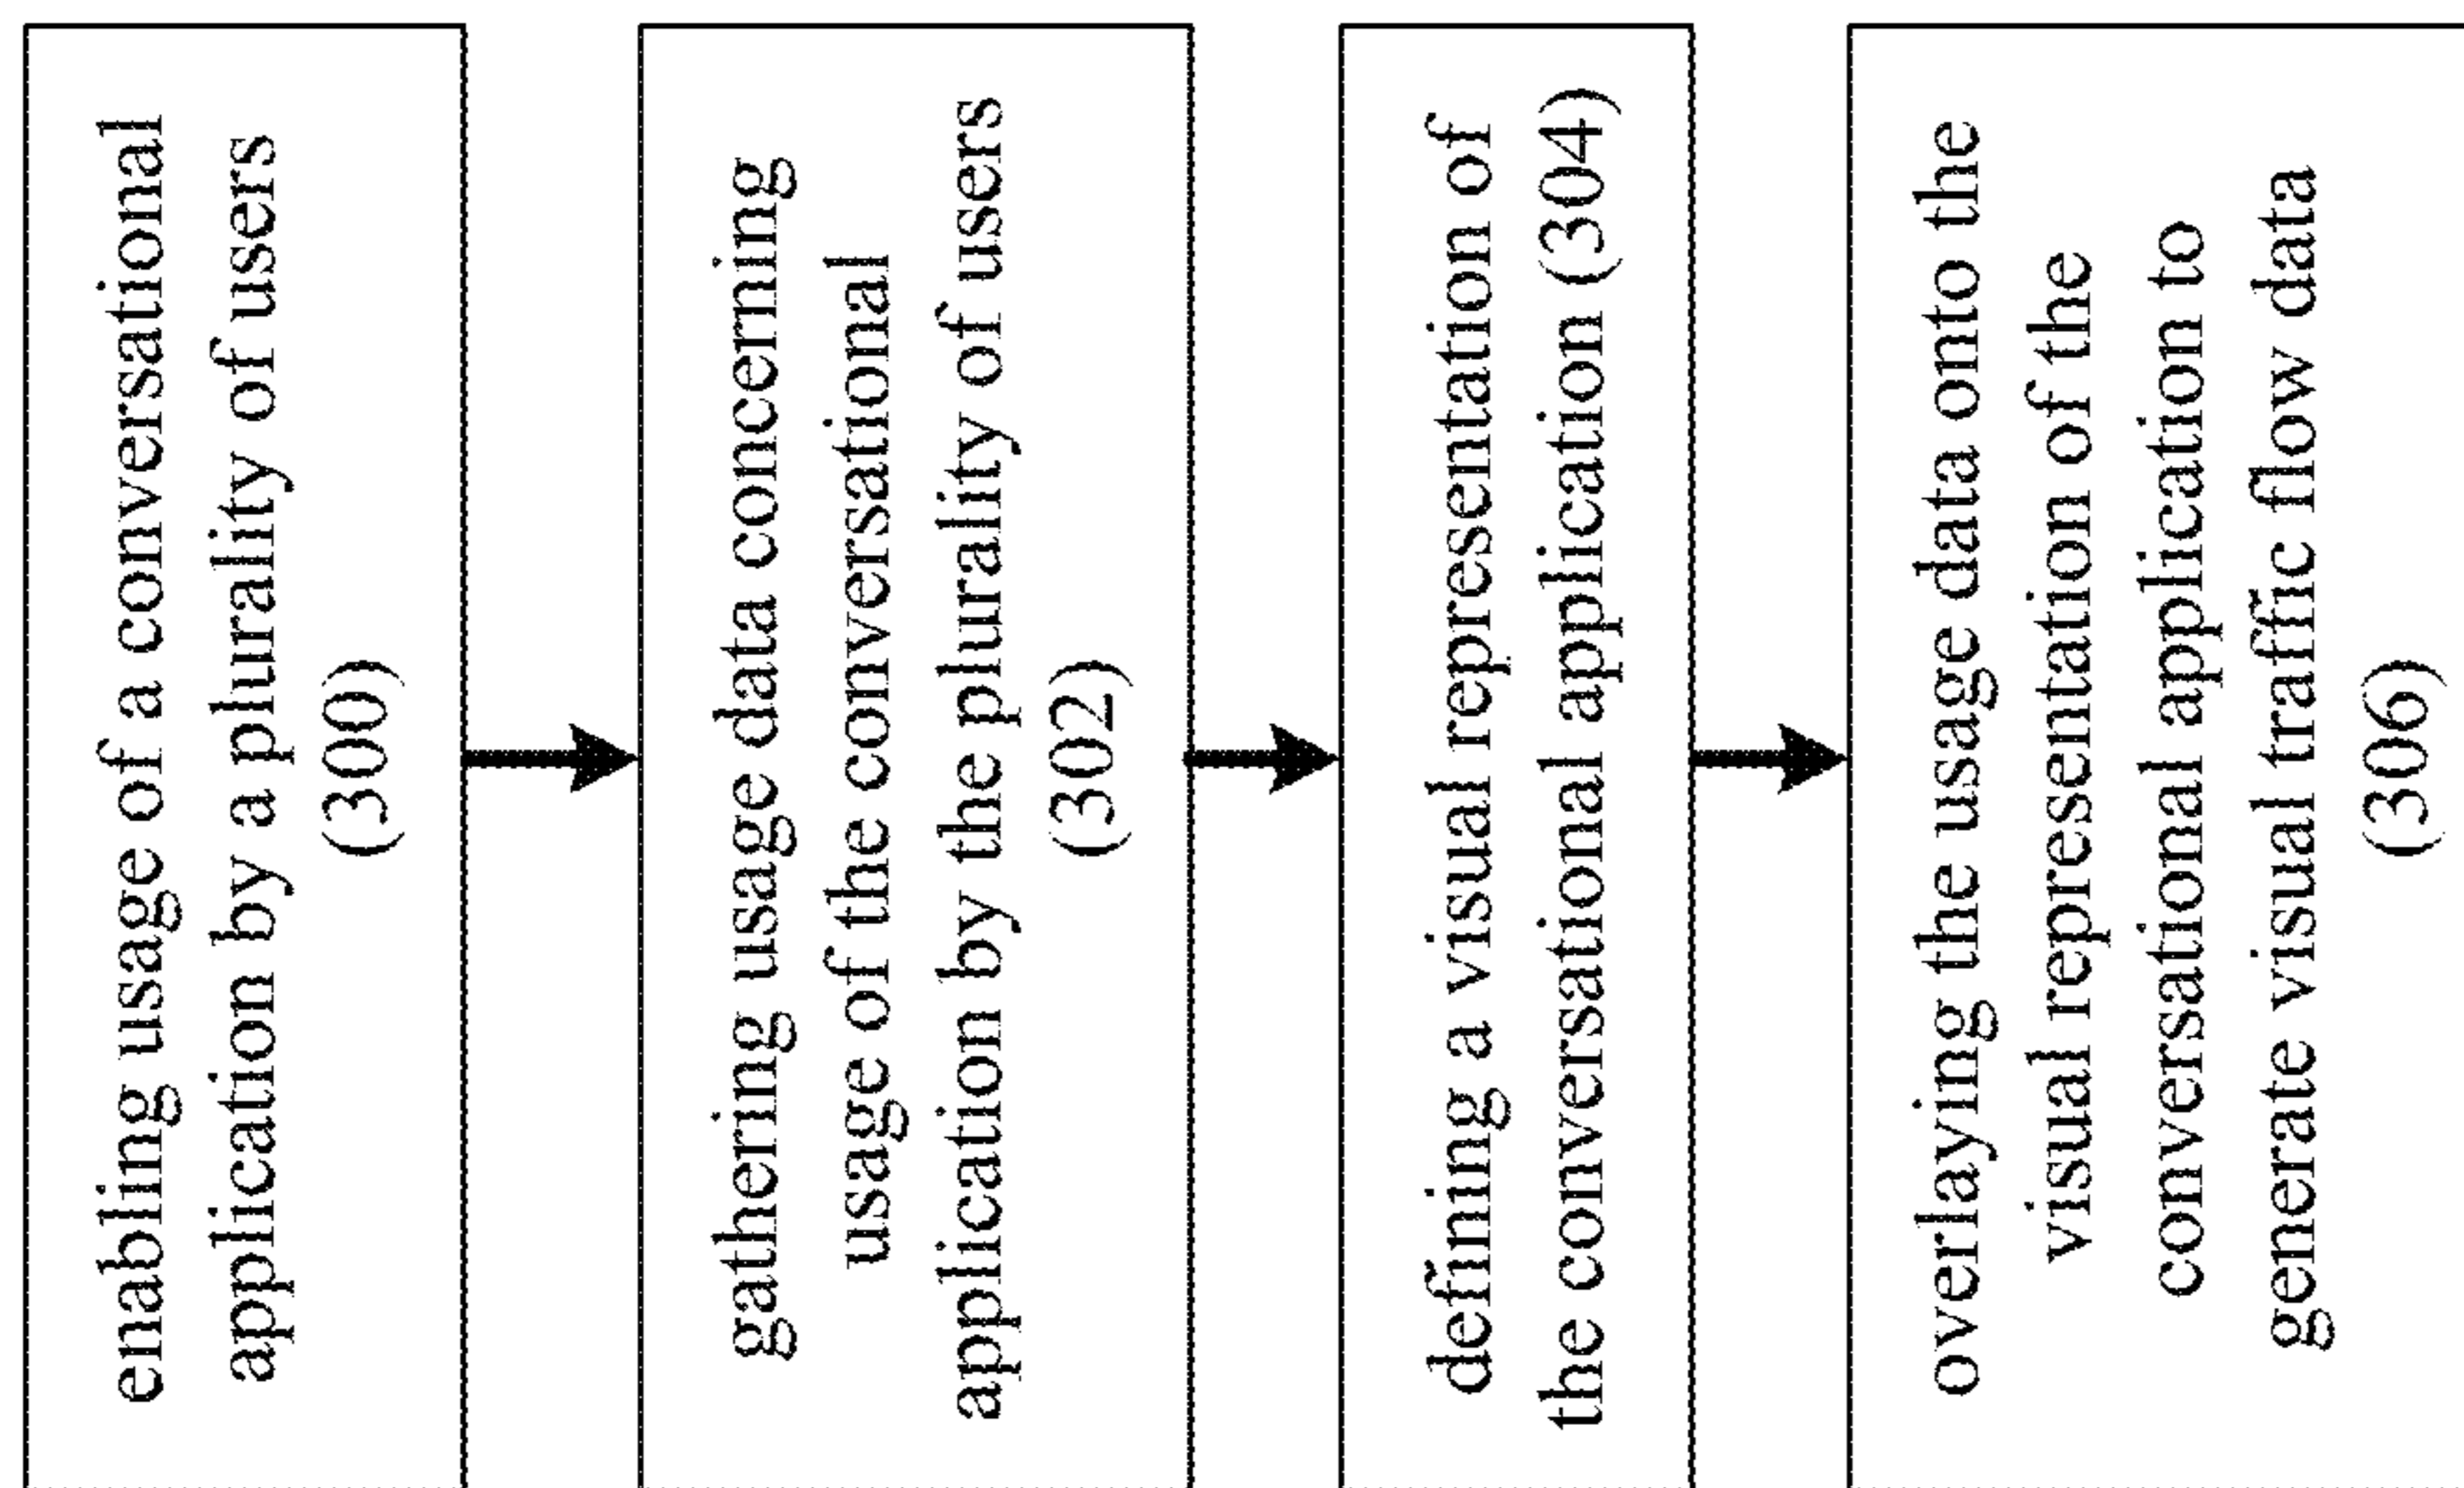 enabling usage of a conversational
application by a plurality of users
(300)
gathering usage data concerning
usage of the conversational
application by the plurality of users
(302)
defining a visual representation of
the conversational application (304)
overlaying the usage data onto the
visual representation of the
conversational application to
generate visual traffic flow data
(306)